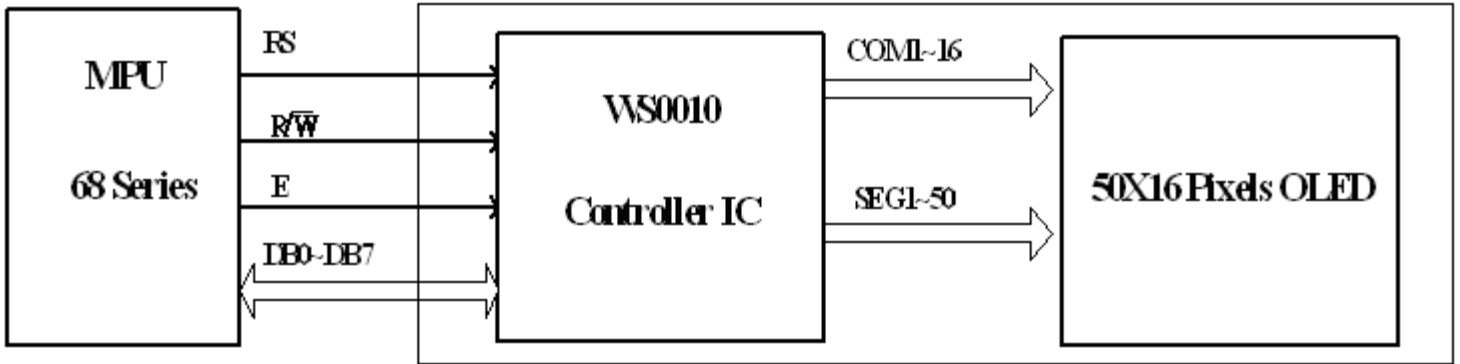 MPU
68 Series
RS
R/W̅
E
DB0~DB7
WS0010
Controller IC
COM1~16
SEG1~50
50X16 Pixels OLED